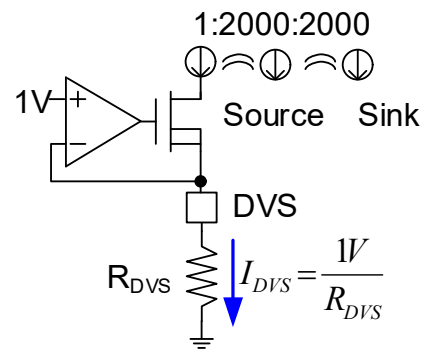 1:2000:2000
1V
+
−
Source Sink
DVS
R_DVS
I_DVS = 1V / R_DVS